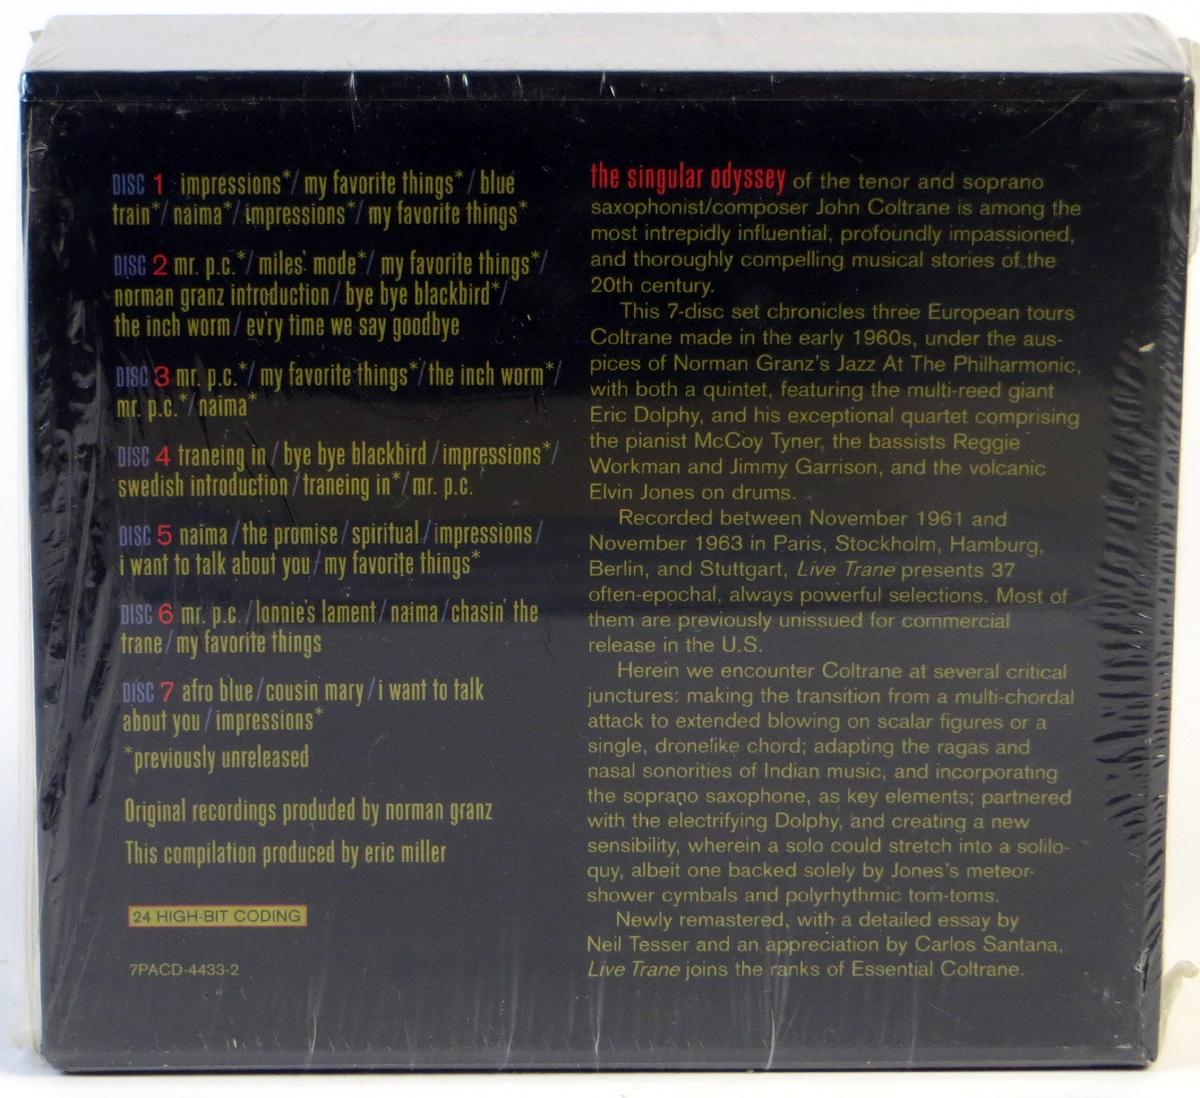 DISC 1 impressions*/ my favorite things*/ blue
train*/ naima*/ impressions*/ my favorite things*
DISC 2 mr. p.c.*/ miles' mode*/ my favorite things*/
norman granz introduction/ bye bye blackbird*/
the inch worm/ ev'ry time we say goodbye
DISC 3 mr. p.c.*/ my favorite things*/ the inch worm*/
mr. p.c.*/ naima*
DISC 4 traneing in/ bye bye blackbird/ impressions*/
swedish introduction/ traneing in*/ mr. p.c.
DISC 5 naima/ the promise/ spiritual/ impressions/
i want to talk about you/ my favorite things*
DISC 6 mr. p.c./ lonnie's lament/ naima/ chasin' the
trane/ my favorite things
DISC 7 afro blue/ cousin mary/ i want to talk
about you/ impressions*
*previously unreleased
Original recordings produded by norman granz
This compilation produced by eric miller
24 HIGH-BIT CODING
7PACD-4433-2
the singular odyssey of the tenor and soprano
saxophonist/composer John Coltrane is among the
most intrepidly influential, profoundly impassioned,
and thoroughly compelling musical stories of the
20th century.
This 7-disc set chronicles three European tours
Coltrane made in the early 1960s, under the aus-
pices of Norman Granz's Jazz At The Philharmonic,
with both a quintet, featuring the multi-reed giant
Eric Dolphy, and his exceptional quartet comprising
the pianist McCoy Tyner, the bassists Reggie
Workman and Jimmy Garrison, and the volcanic
Elvin Jones on drums.
Recorded between November 1961 and
November 1963 in Paris, Stockholm, Hamburg,
Berlin, and Stuttgart, Live Trane presents 37
often-epochal, always powerful selections. Most of
them are previously unissued for commercial
release in the U.S.
Herein we encounter Coltrane at several critical
junctures: making the transition from a multi-chordal
attack to extended blowing on scalar figures or a
single, dronelike chord; adapting the ragas and
nasal sonorities of Indian music, and incorporating
the soprano saxophone, as key elements; partnered
with the electrifying Dolphy, and creating a new
sensibility, wherein a solo could stretch into a solilo-
quy, albeit one backed solely by Jones's meteor-
shower cymbals and polyrhythmic tom-toms.
Newly remastered, with a detailed essay by
Neil Tesser and an appreciation by Carlos Santana,
Live Trane joins the ranks of Essential Coltrane.